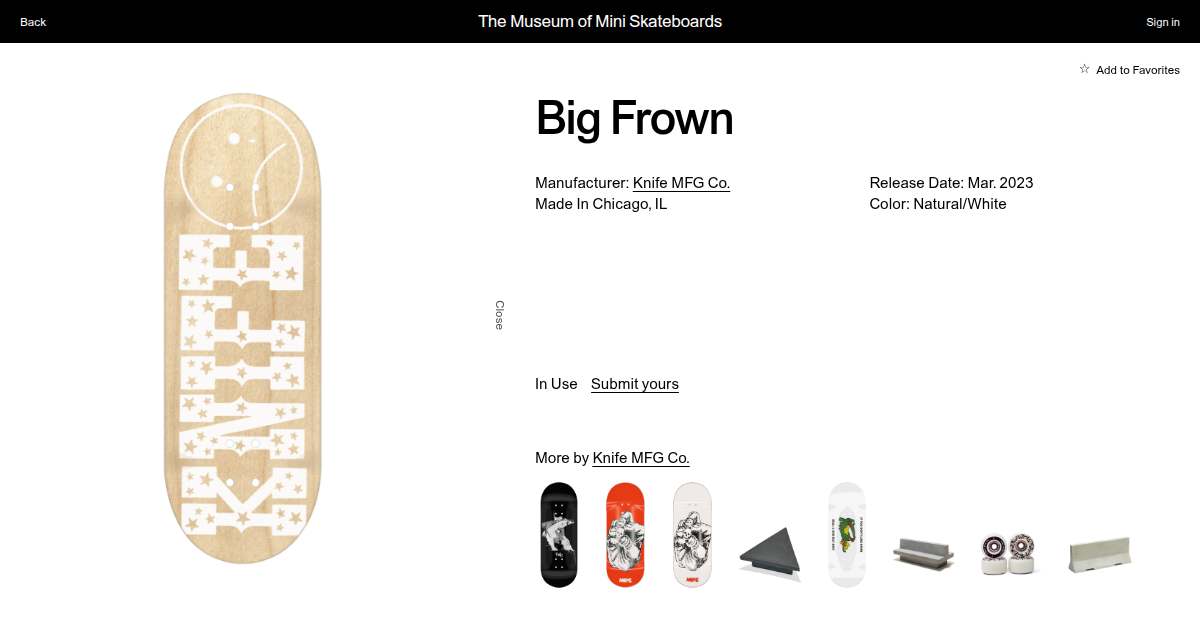 Back
The Museum of Mini Skateboards
Sign in
☆ Add to Favorites
Big Frown
Manufacturer: Knife MFG Co.
Made In Chicago, IL
Release Date: Mar. 2023
Color: Natural/White
KNIFE
Close
In Use Submit yours
More by Knife MFG Co.